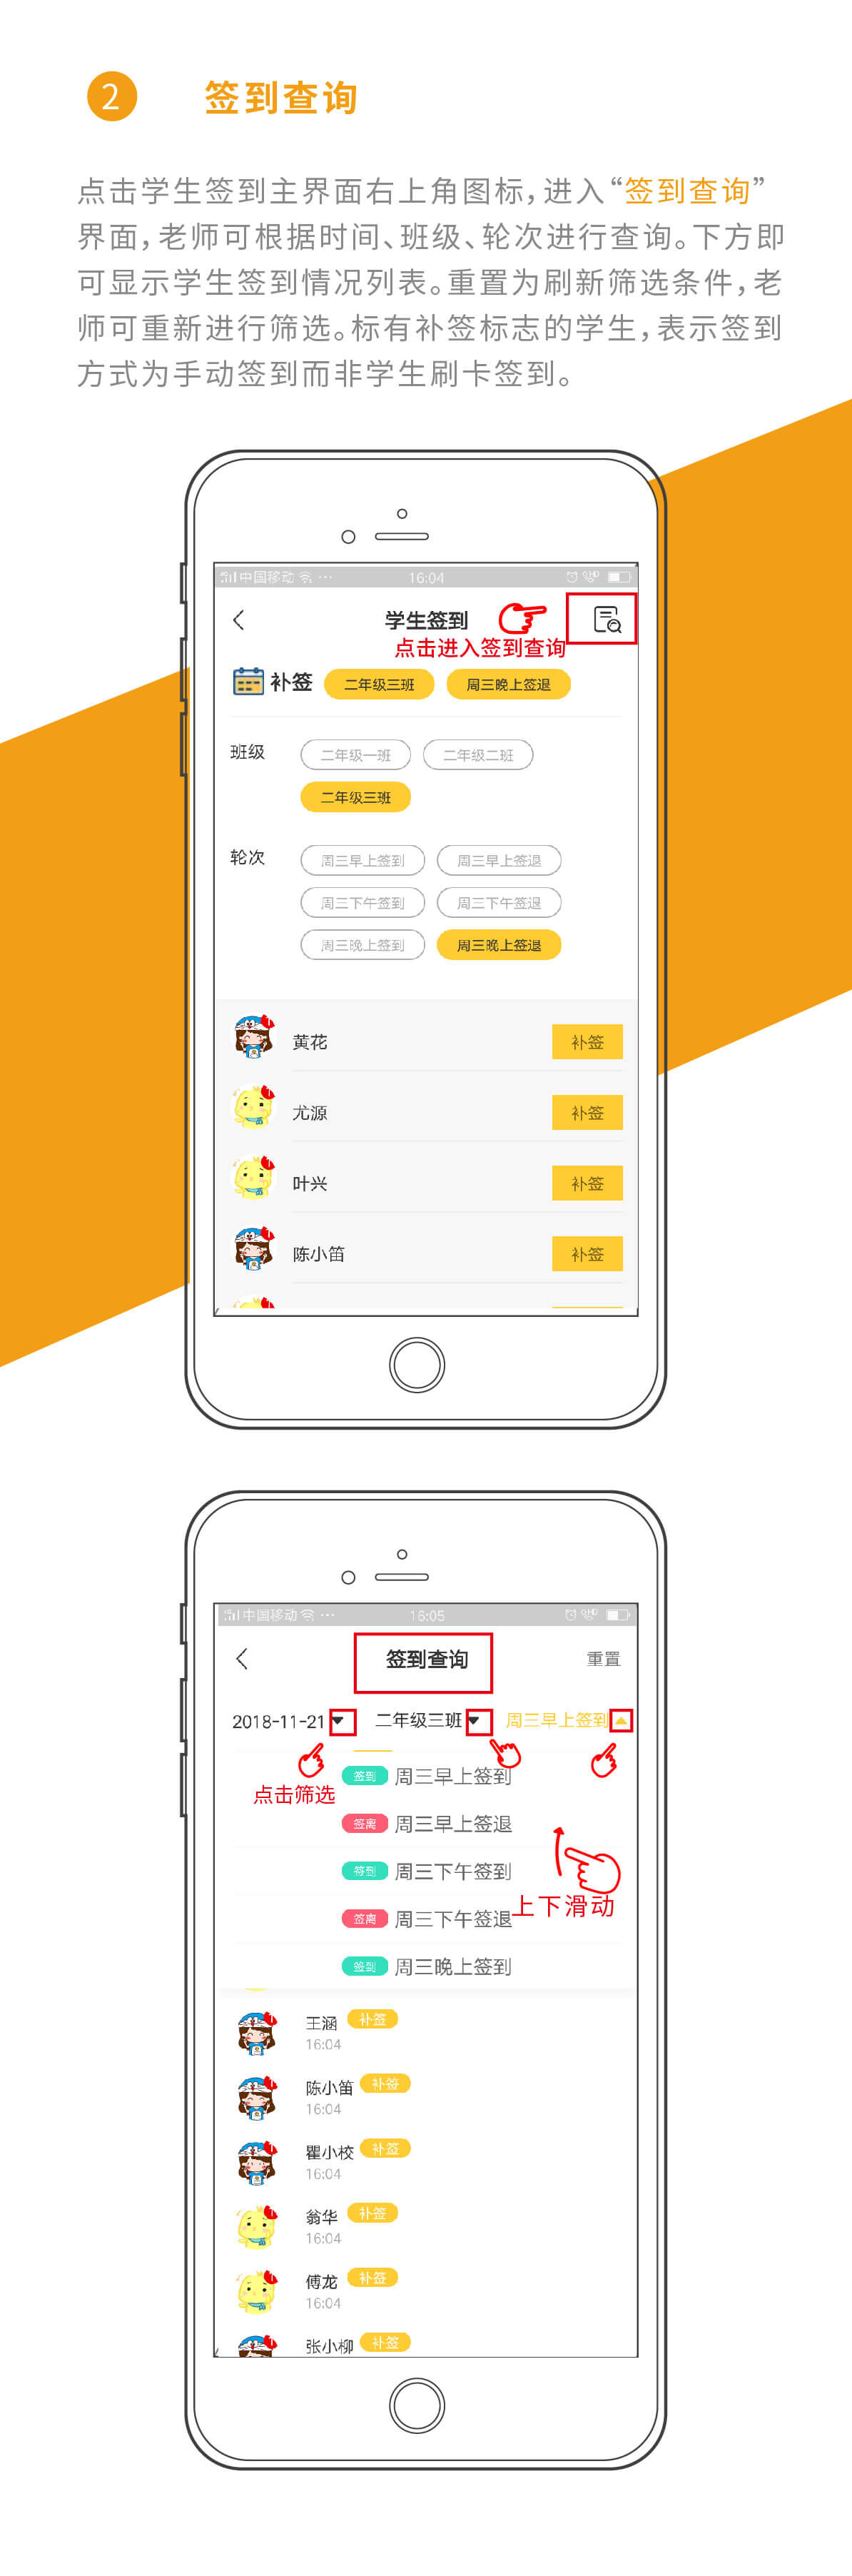 2 签到查询
点击学生签到主界面右上角图标，进入“签到查询”
界面，老师可根据时间、班级、轮次进行查询。下方即
可显示学生签到情况列表。重置为刷新筛选条件，老
师可重新进行筛选。标有补签标志的学生，表示签到
方式为手动签到而非学生刷卡签到。
中国移动 ··· 16:04
学生签到
点击进入签到查询
补签 二年级三班 周三晚上签退
班级 二年级一班 二年级二班
二年级三班
轮次 周三早上签到 周三早上签退
周三下午签到 周三下午签退
周三晚上签到 周三晚上签退
黄花 补签
尤源 补签
叶兴 补签
陈小笛 补签
中国移动 ··· 16:05
签到查询 重置
2018-11-21 二年级三班 周三早上签到
签到 周三早上签到
点击筛选
签离 周三早上签退
签到 周三下午签到
签离 周三下午签退
上下滑动
签到 周三晚上签到
王涵 补签
16:04
陈小笛 补签
16:04
瞿小校 补签
16:04
翁华 补签
16:04
傅龙 补签
16:04
张小柳 补签